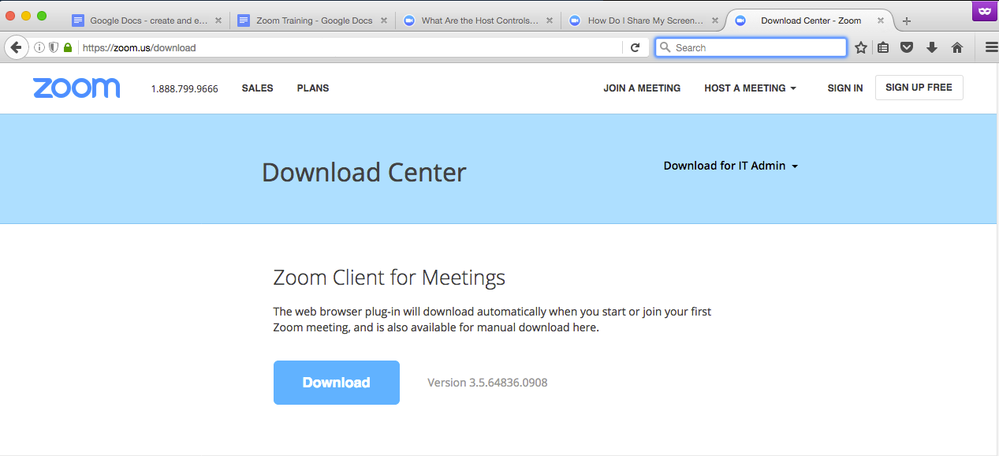 Google Docs - create and e...
Zoom Training - Google Docs
What Are the Host Controls...
How Do I Share My Screen...
Download Center - Zoom
https://zoom.us/download
Search
zoom
1.888.799.9666
SALES
PLANS
JOIN A MEETING
HOST A MEETING
SIGN IN
SIGN UP FREE
Download Center
Download for IT Admin
Zoom Client for Meetings
The web browser plug-in will download automatically when you start or join your first
Zoom meeting, and is also available for manual download here.
Download
Version 3.5.64836.0908